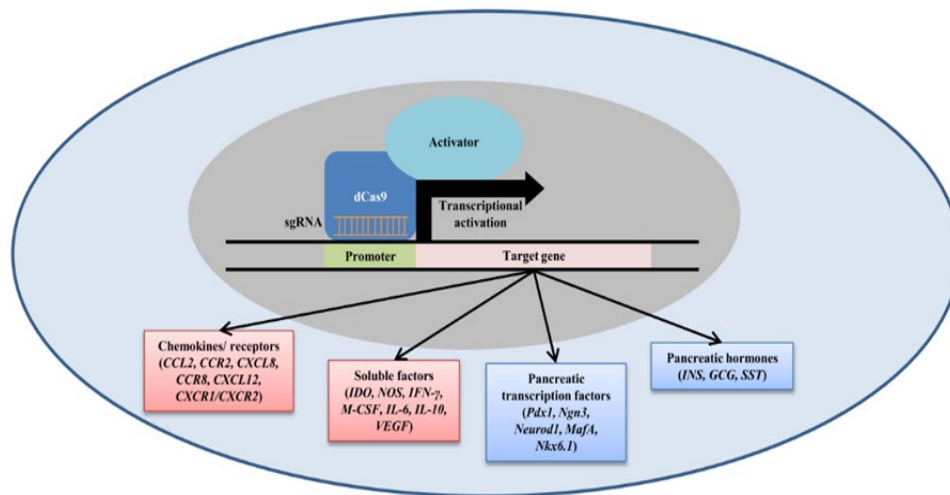 Activator
dCas9
sgRNA
Transcriptional
activation
Promoter
Target gene
Chemokines/ receptors
(CCL2, CCR2, CXCL8,
CCR8, CXCL12,
CXCR1/CXCR2)
Soluble factors
(IDO, NOS, IFN-γ,
M-CSF, IL-6, IL-10,
VEGF)
Pancreatic
transcription factors
(Pdx1, Ngn3,
Neurod1, MafA,
Nkx6.1)
Pancreatic hormones
(INS, GCG, SST)